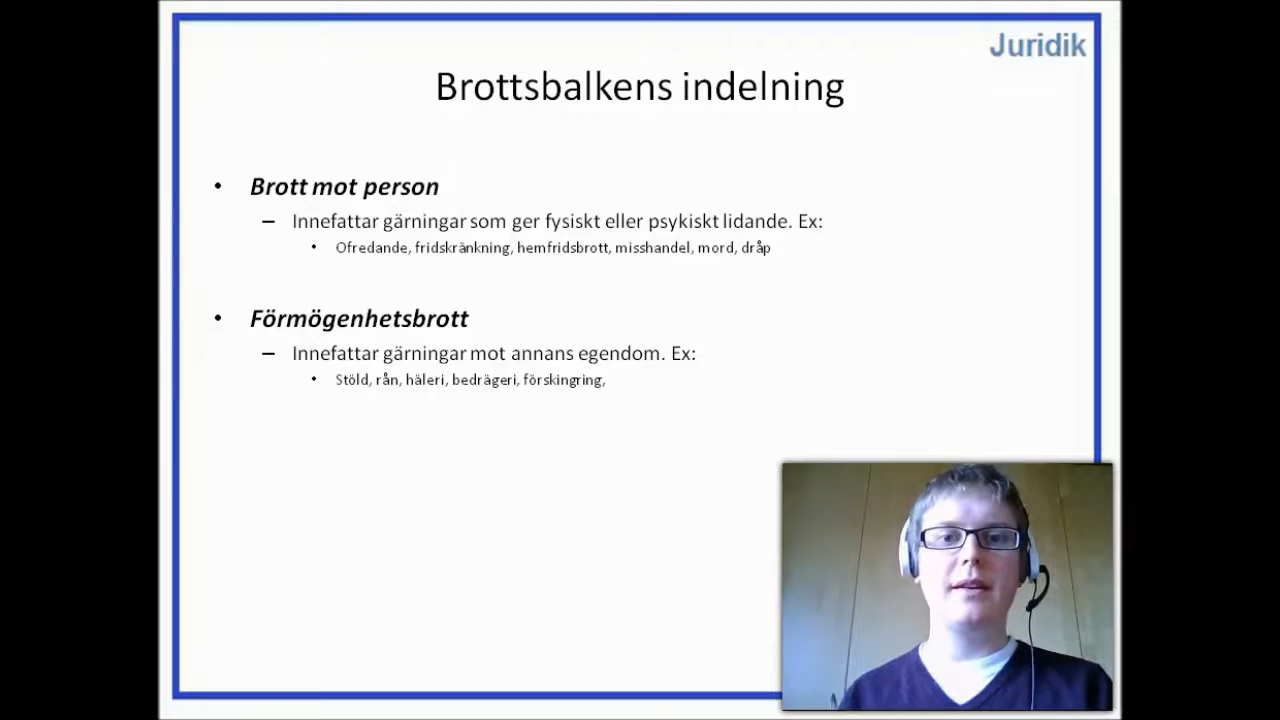 Juridik
Brottsbalkens indelning
• Brott mot person
– Innefattar gärningar som ger fysiskt eller psykiskt lidande. Ex:
• Ofredande, fridskränkning, hemfridsbrott, misshandel, mord, dråp
• Förmögenhetsbrott
– Innefattar gärningar mot annans egendom. Ex:
• Stöld, rån, häleri, bedrägeri, förskingring,